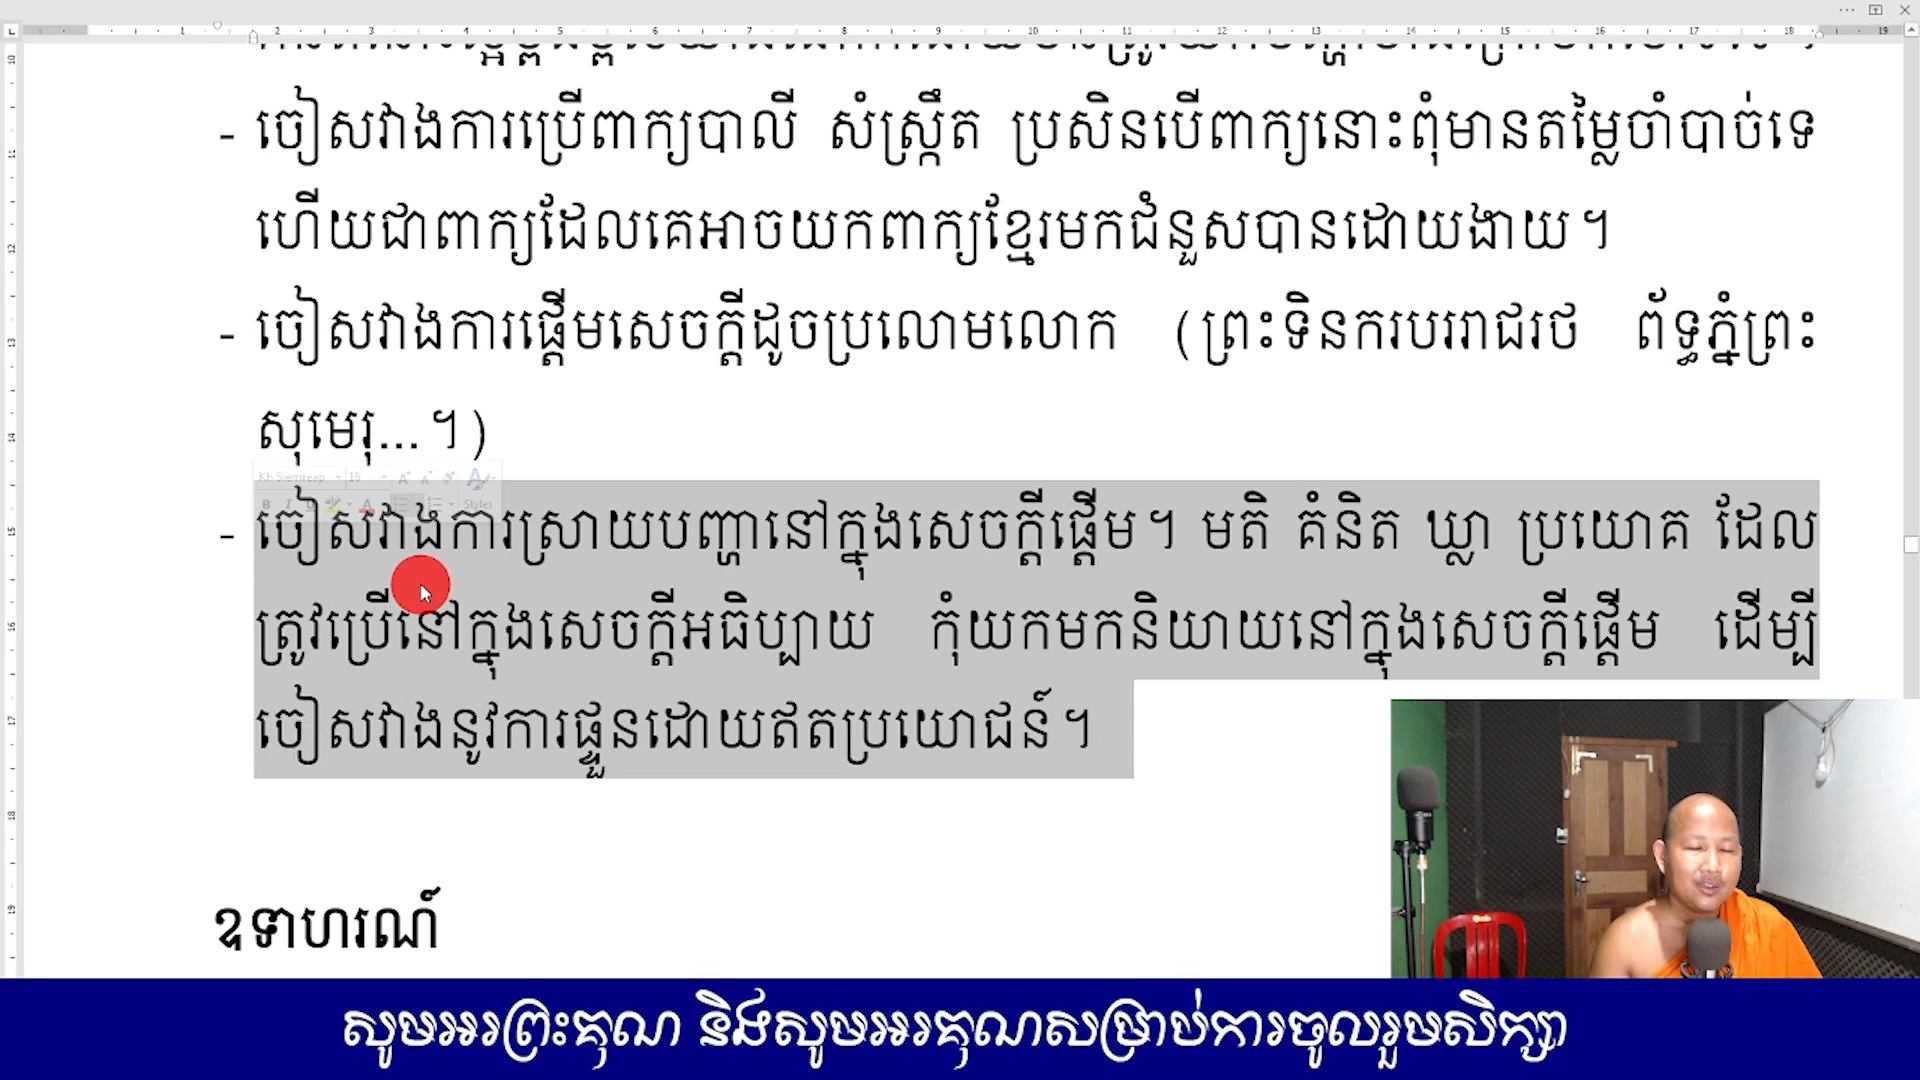 - ចៀសវាងការប្រើពាក្យបាលី សំស្ក្រឹត ប្រសិនបើពាក្យនោះពុំមានតម្លៃចាំបាច់ទេ
ហើយជាពាក្យដែលគេអាចយកពាក្យខ្មែរមកជំនួសបានដោយងាយ។
- ចៀសវាងការផ្ដើមសេចក្ដីដូចប្រលោមលោក (ព្រះទិនករបររាជរថ ព័ទ្ធភ្នំព្រះ
សុមេរុ...។)
Kh Siemreap 16
B I U Styles
- ចៀសវាងការស្រាយបញ្ហានៅក្នុងសេចក្ដីផ្ដើម។ មតិ គំនិត ឃ្លា ប្រយោគ ដែល
ត្រូវប្រើនៅក្នុងសេចក្ដីអធិប្បាយ កុំយកមកនិយាយនៅក្នុងសេចក្ដីផ្ដើម ដើម្បី
ចៀសវាងនូវការផ្ទួនដោយឥតប្រយោជន៍។
ឧទាហរណ៍
សូមអរព្រះគុណ និងសូមអរគុណសម្រាប់ការចូលរួមសិក្សា